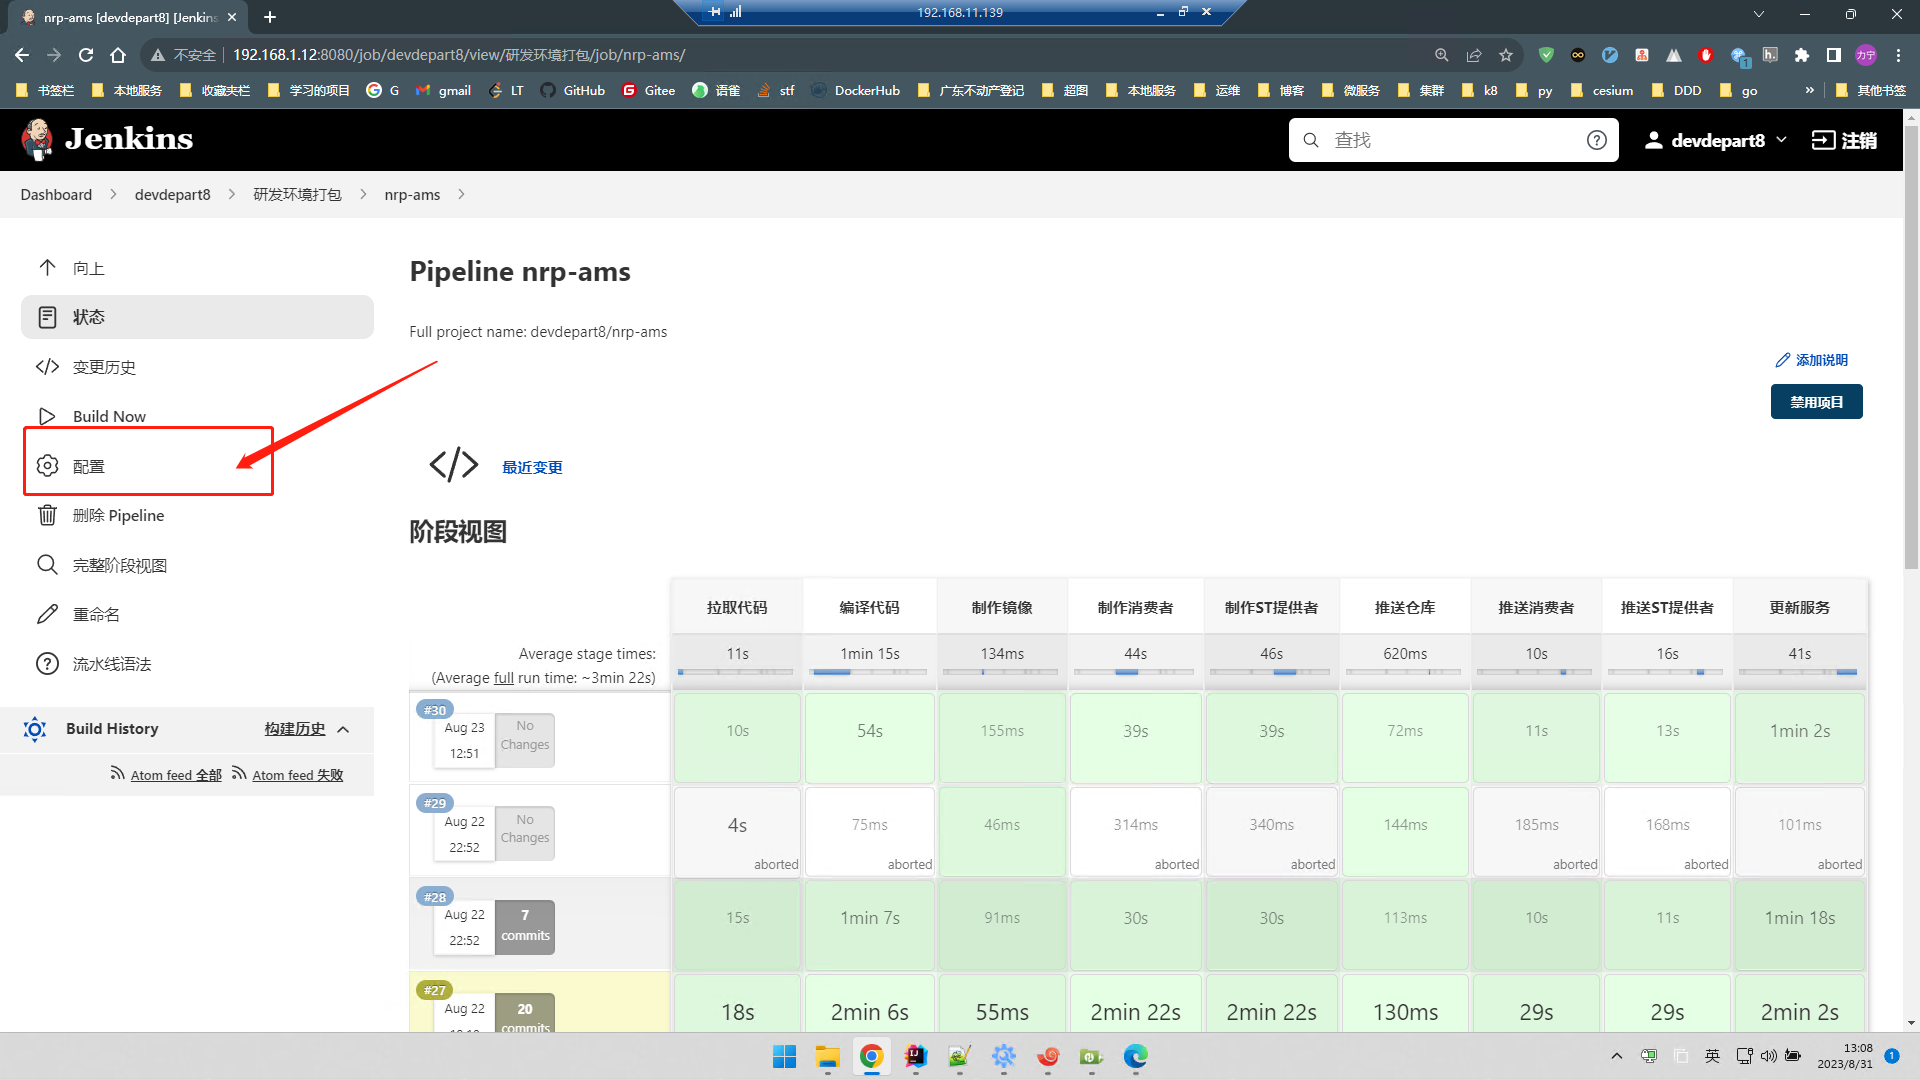 nrp-ams [devdepart8] [Jenkins
192.168.11.139
不安全
192.168.1.12:8080/job/devdepart8/view/研发环境打包/job/nrp-ams/
力宁
1
书签栏
本地服务
收藏夹栏
学习的项目
G
gmail
LT
GitHub
Gitee
语雀
stf
DockerHub
广东不动产登记
超图
本地服务
运维
博客
微服务
集群
k8
py
cesium
DDD
go
»
其他书签
Jenkins
查找
devdepart8
注销
Dashboard
devdepart8
研发环境打包
nrp-ams
向上
状态
变更历史
Build Now
配置
删除 Pipeline
完整阶段视图
重命名
流水线语法
Build History
构建历史
Atom feed 全部
Atom feed 失败
Pipeline nrp-ams
Full project name: devdepart8/nrp-ams
添加说明
禁用项目
最近变更
阶段视图
拉取代码 编译代码 制作镜像 制作消费者 制作ST提供者 推送仓库 推送消费者 推送ST提供者 更新服务
Average stage times:
(Average full run time: ~3min 22s)
11s 1min 15s 134ms 44s 46s 620ms 10s 16s 41s
#30
Aug 23
12:51
No
Changes
10s 54s 155ms 39s 39s 72ms 11s 13s 1min 2s
#29
Aug 22
22:52
No
Changes
4s 75ms 46ms 314ms 340ms 144ms 185ms 168ms 101ms
aborted aborted aborted aborted aborted aborted aborted
#28
Aug 22
22:52
7
commits
15s 1min 7s 91ms 30s 30s 113ms 10s 11s 1min 18s
#27
Aug 22
20
commits
18s 2min 6s 55ms 2min 22s 2min 22s 130ms 29s 29s 2min 2s
英
13:08
2023/8/31
1